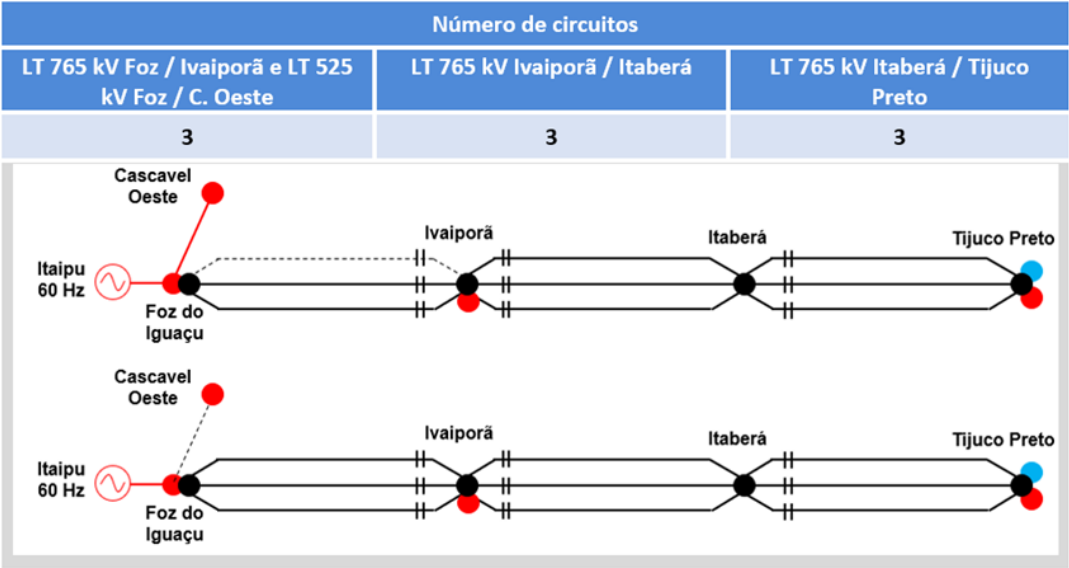 Número de circuitos
LT 765 kV Foz / Ivaiporã e LT 525
kV Foz / C. Oeste
LT 765 kV Ivaiporã / Itaberá
LT 765 kV Itaberá / Tijuco
Preto
3
3
3
Cascavel
Oeste
Ivaiporã
Itaberá
Tijuco Preto
Itaipu
60 Hz
Foz do
Iguaçu
Cascavel
Oeste
Ivaiporã
Itaberá
Tijuco Preto
Itaipu
60 Hz
Foz do
Iguaçu